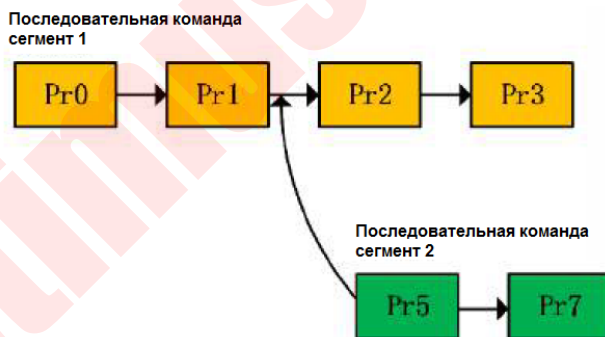 Последовательная команда
сегмент 1
Pr0
Pr1
Pr2
Pr3
Последовательная команда
сегмент 2
Pr5
Pr7